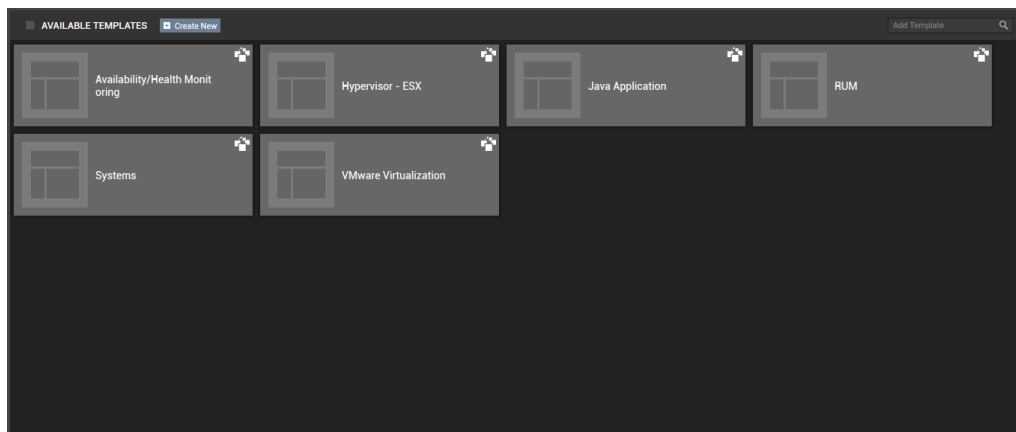 AVAILABLE TEMPLATES
Create New
Add Template
Availability/Health Monit
oring
Hypervisor - ESX
Java Application
RUM
Systems
VMware Virtualization